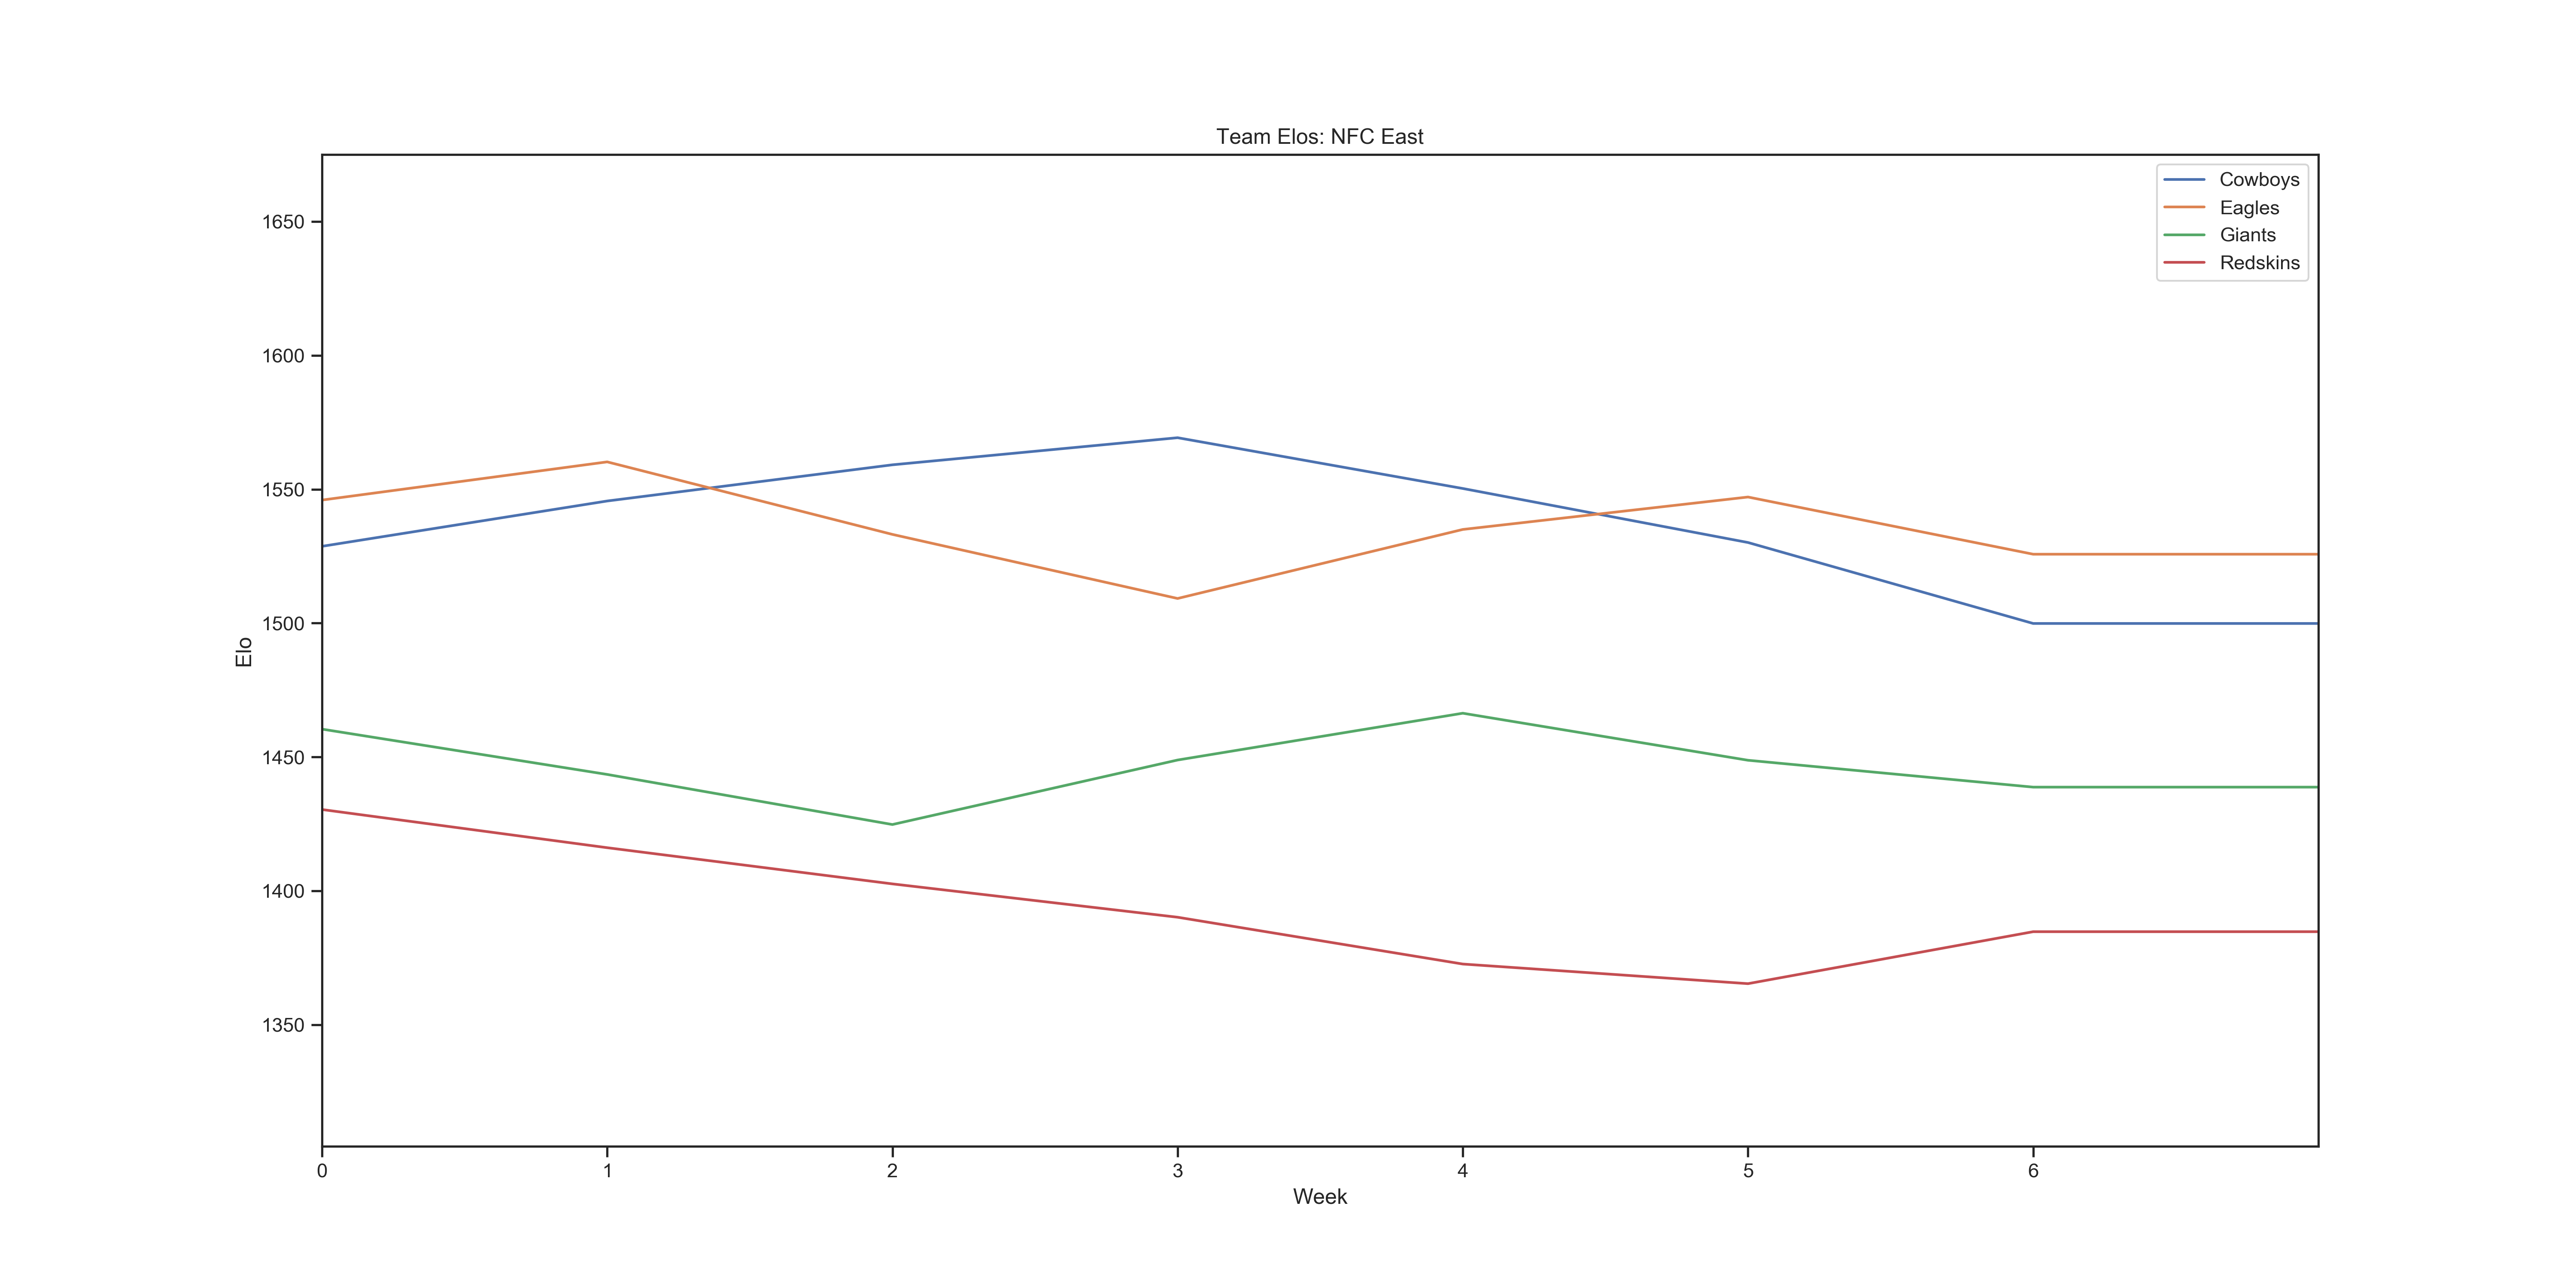 Team Elos: NFC East
Cowboys
Eagles
Giants
Redskins
1650
1600
1550
1500
1450
1400
1350
Elo
0 1 2 3 4 5 6
Week